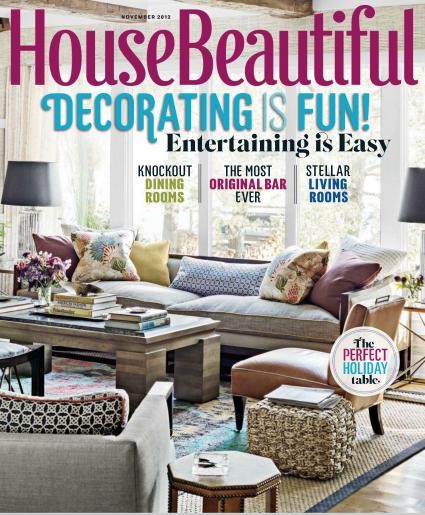 NOVEMBER 2012
HouseBeautiful
DECORATING IS FUN!
Entertaining is Easy
KNOCKOUT
DINING
ROOMS
THE MOST
ORIGINAL BAR
EVER
STELLAR
LIVING
ROOMS
The
PERFECT
HOLIDAY
table